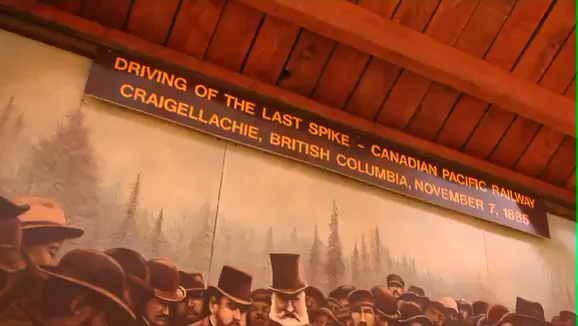 DRIVING OF THE LAST SPIKE - CANADIAN PACIFIC RAILWAY
CRAIGELLACHIE, BRITISH COLUMBIA, NOVEMBER 7, 1885